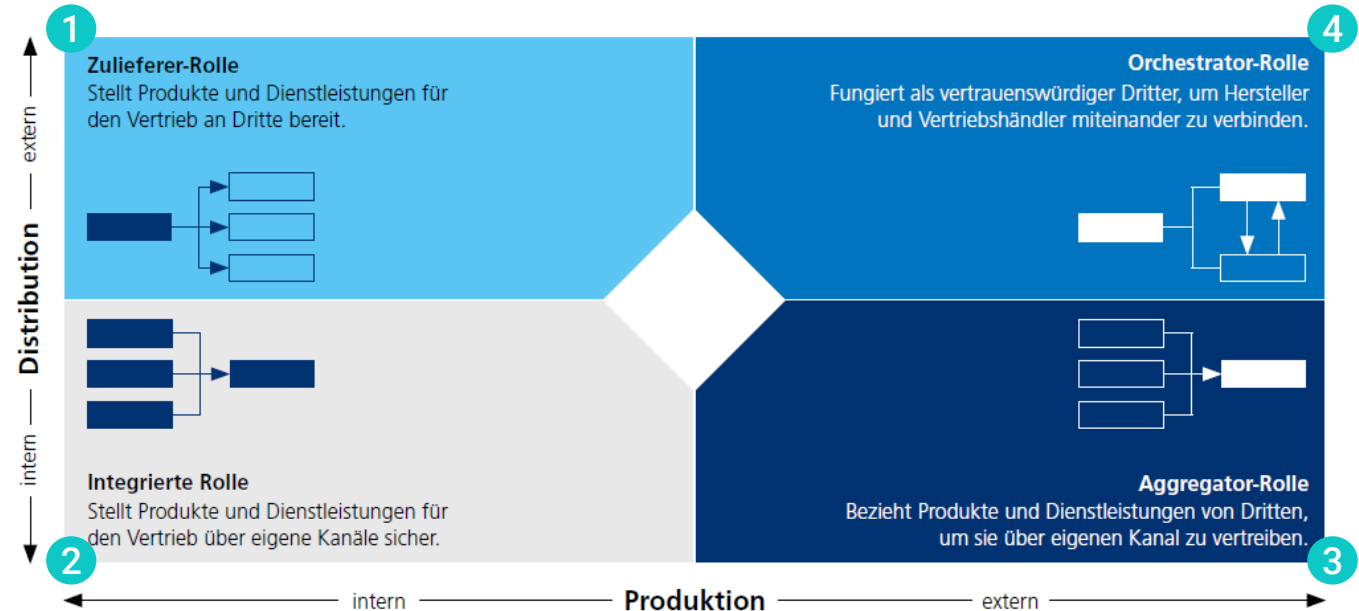 1
Zulieferer-Rolle
Stellt Produkte und Dienstleistungen für
den Vertrieb an Dritte bereit.
4
Orchestrator-Rolle
Fungiert als vertrauenswürdiger Dritter, um Hersteller
und Vertriebshändler miteinander zu verbinden.
extern
Distribution
intern
Integrierte Rolle
Stellt Produkte und Dienstleistungen für
den Vertrieb über eigene Kanäle sicher.
2
Aggregator-Rolle
Bezieht Produkte und Dienstleistungen von Dritten,
um sie über eigenen Kanal zu vertreiben.
3
intern
Produktion
extern